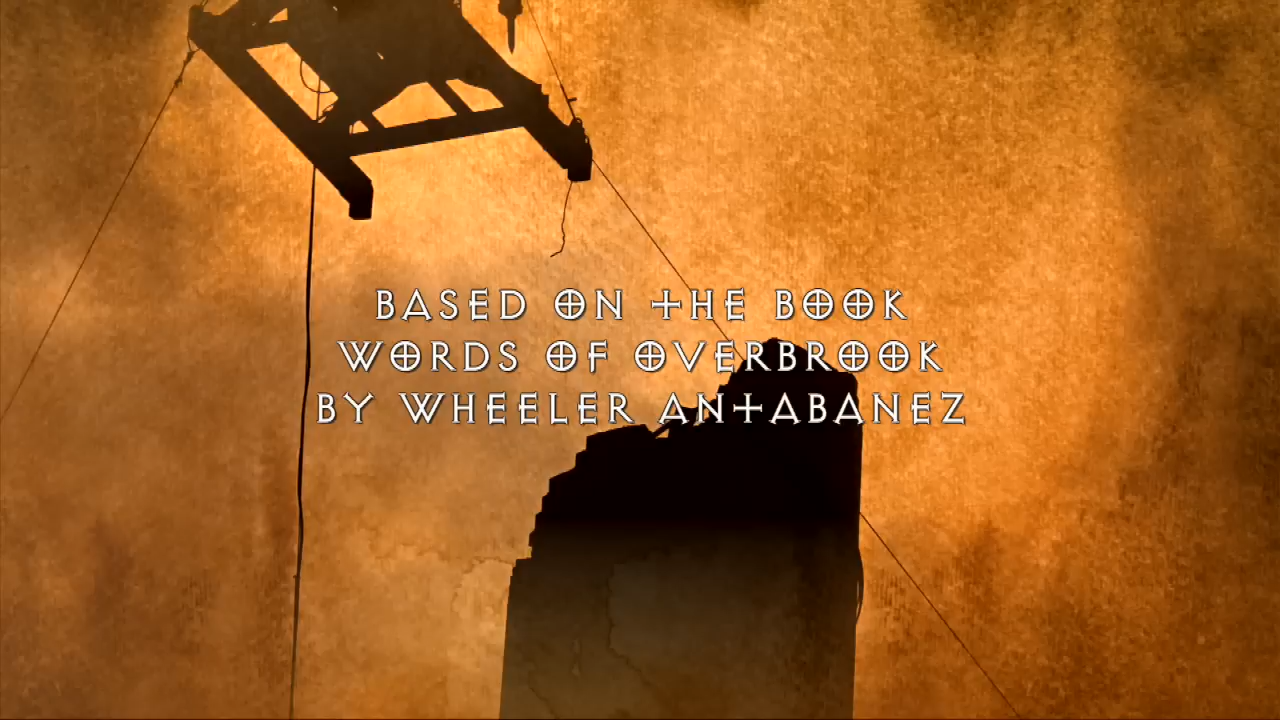 BASED ON THE BOOK
WORDS OF OVERBROOK
BY WHEELER ANTABANEZ